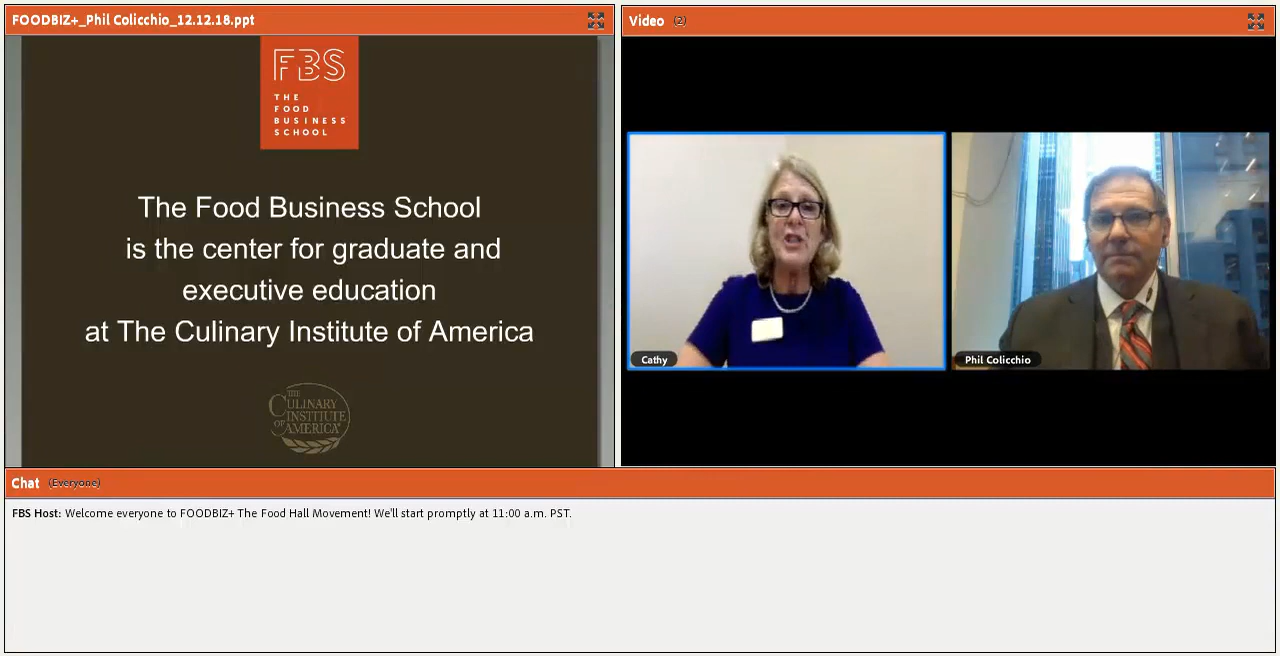 FOODBIZ+_Phil Colicchio_12.12.18.ppt
FBS
THE
FOOD
BUSINESS
SCHOOL
The Food Business School
is the center for graduate and
executive education
at The Culinary Institute of America
THE
CULINARY
INSTITUTE
OF AMERICA
Video (2)
Cathy
Phil Colicchio
Chat (Everyone)
FBS Host: Welcome everyone to FOODBIZ+ The Food Hall Movement! We'll start promptly at 11:00 a.m. PST.